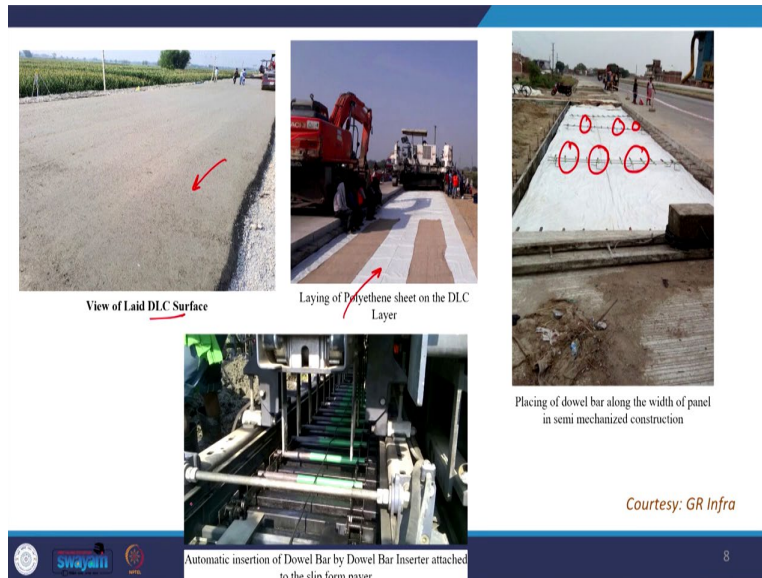 View of Laid DLC Surface
Laying of Polyethene sheet on the DLC
Layer
Placing of dowel bar along the width of panel
in semi mechanized construction
Courtesy: GR Infra
Automatic insertion of Dowel Bar by Dowel Bar Inserter attached
to the slip form paver
swayam
NPTEL
8